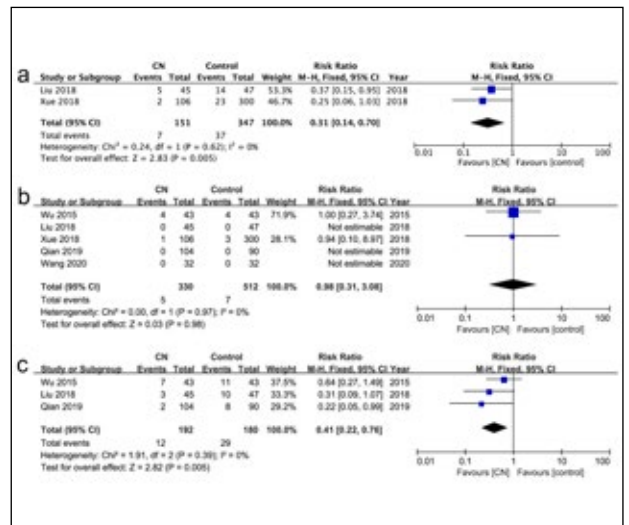 a
CN Control Risk Ratio Risk Ratio
Study or Subgroup Events Total Events Total Weight M-H, Fixed, 95% CI Year M-H, Fixed, 95% CI
Liu 2018 5 45 14 47 53.3% 0.37 [0.15, 0.95] 2018
Xue 2018 2 106 23 300 46.7% 0.25 [0.06, 1.03] 2018
Total (95% CI) 151 347 100.0% 0.31 [0.14, 0.70]
Total events 7 37
Heterogeneity: Chi² = 0.24, df = 1 (P = 0.62); I² = 0%
Test for overall effect: Z = 2.83 (P = 0.005)
0.01 0.1 1 10 100
Favours [CN] Favours [control]
b
CN Control Risk Ratio Risk Ratio
Study or Subgroup Events Total Events Total Weight M-H, Fixed, 95% CI Year M-H, Fixed, 95% CI
Wu 2015 4 43 4 43 71.9% 1.00 [0.27, 3.74] 2015
Liu 2018 0 45 0 47 Not estimable 2018
Xue 2018 1 106 3 300 28.1% 0.94 [0.10, 8.97] 2018
Qian 2019 0 104 0 90 Not estimable 2019
Wang 2020 0 32 0 32 Not estimable 2020
Total (95% CI) 330 512 100.0% 0.98 [0.31, 3.08]
Total events 5 7
Heterogeneity: Chi² = 0.00, df = 1 (P = 0.97); I² = 0%
Test for overall effect: Z = 0.03 (P = 0.98)
0.01 0.1 1 10 100
Favours [CN] Favours [control]
c
CN Control Risk Ratio Risk Ratio
Study or Subgroup Events Total Events Total Weight M-H, Fixed, 95% CI Year M-H, Fixed, 95% CI
Wu 2015 7 43 11 43 37.5% 0.64 [0.27, 1.49] 2015
Liu 2018 3 45 10 47 33.3% 0.31 [0.09, 1.07] 2018
Qian 2019 2 104 8 90 29.2% 0.22 [0.05, 0.99] 2019
Total (95% CI) 192 180 100.0% 0.41 [0.22, 0.76]
Total events 12 29
Heterogeneity: Chi² = 1.91, df = 2 (P = 0.39); I² = 0%
Test for overall effect: Z = 2.82 (P = 0.005)
0.01 0.1 1 10 100
Favours [CN] Favours [control]